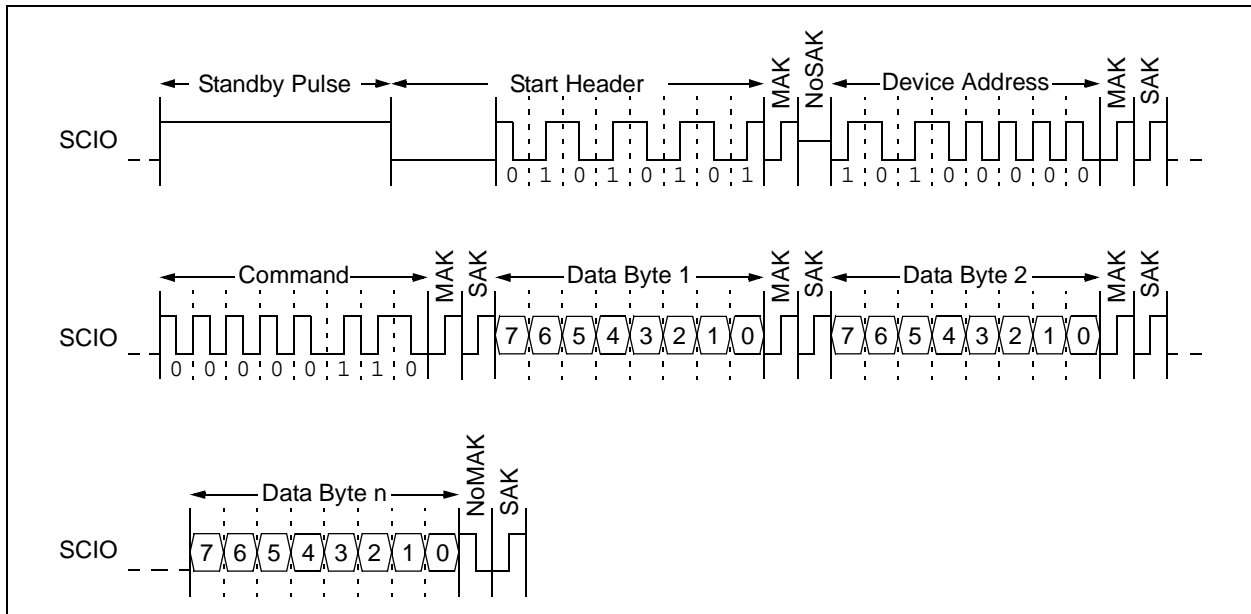 Standby Pulse Start Header MAK NoSAK Device Address MAK SAK
SCIO
0 1 0 1 0 1 0 1 1 0 1 0 0 0 0 0
Command MAK SAK Data Byte 1 MAK SAK Data Byte 2 MAK SAK
SCIO 7 6 5 4 3 2 1 0 7 6 5 4 3 2 1 0
0 0 0 0 0 1 1 0
Data Byte n NoMAK SAK
SCIO 7 6 5 4 3 2 1 0